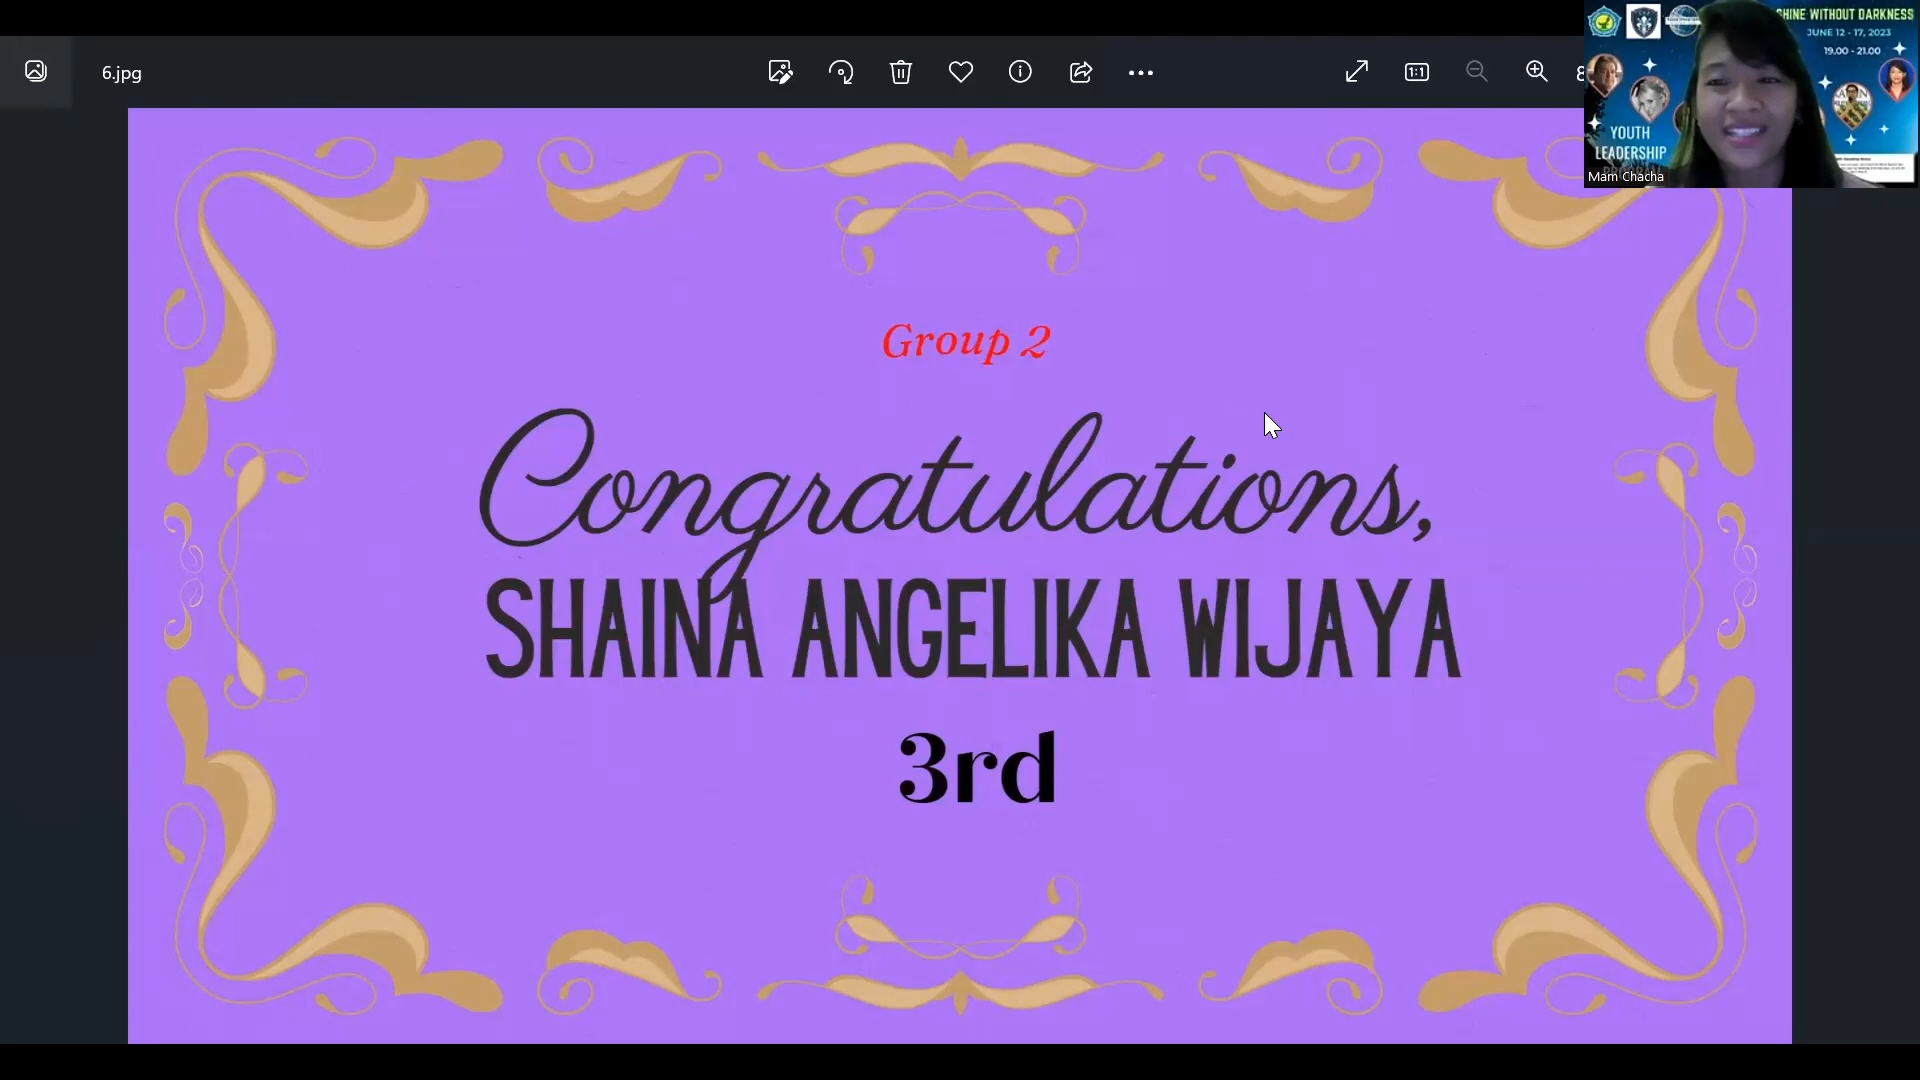 6.jpg
SHINE WITHOUT DARKNESS
JUNE 12 - 17, 2023
19.00 - 21.00
YOUTH
LEADERSHIP
Mam Chacha
Group 2
Congratulations,
SHAINA ANGELIKA WIJAYA
3rd